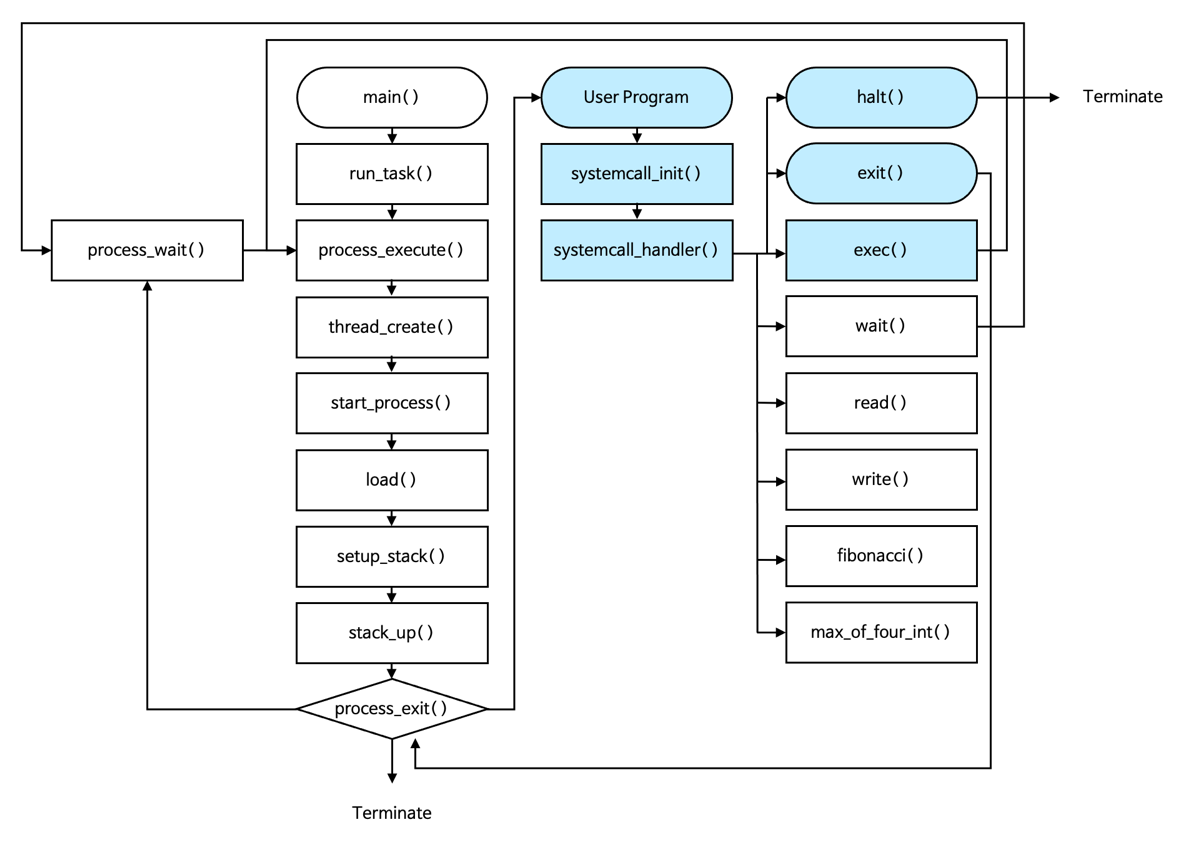 main()
User Program
halt()
Terminate
run_task()
systemcall_init()
exit()
process_wait()
process_execute()
systemcall_handler()
exec()
thread_create()
wait()
start_process()
read()
load()
write()
setup_stack()
fibonacci()
stack_up()
max_of_four_int()
process_exit()
Terminate